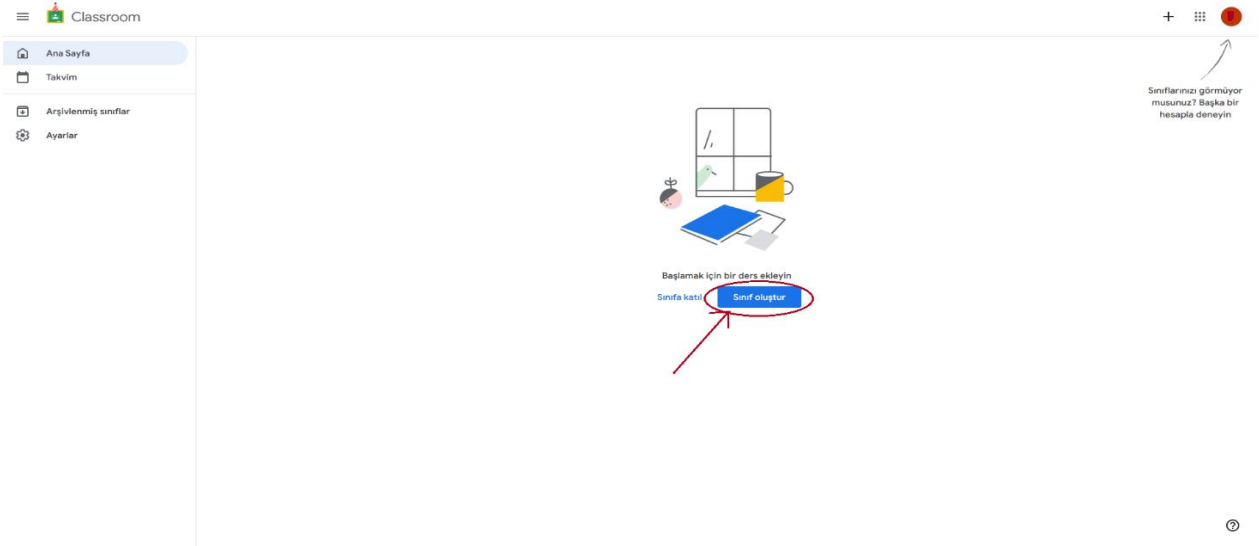 Classroom
Ana Sayfa
Takvim
Arşivlenmiş sınıflar
Ayarlar
Sınıflarınızı görmüyor
musunuz? Başka bir
hesapla deneyin
Başlamak için bir ders ekleyin
Sınıfa katıl
Sınıf oluştur